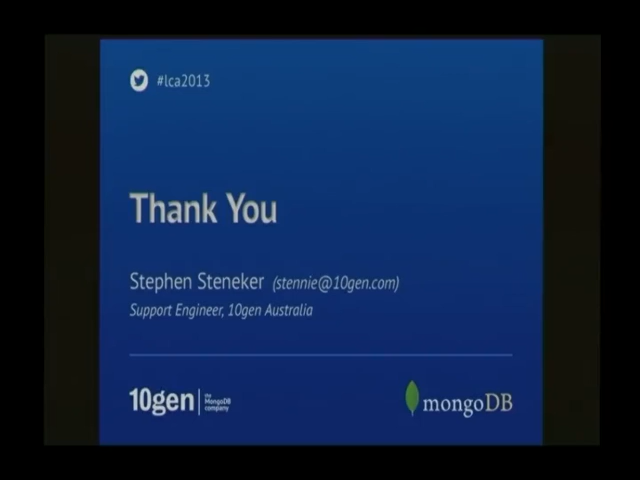 #lca2013
Thank You
Stephen Steneker (stennie@10gen.com)
Support Engineer, 10gen Australia
10gen the MongoDB company
mongoDB